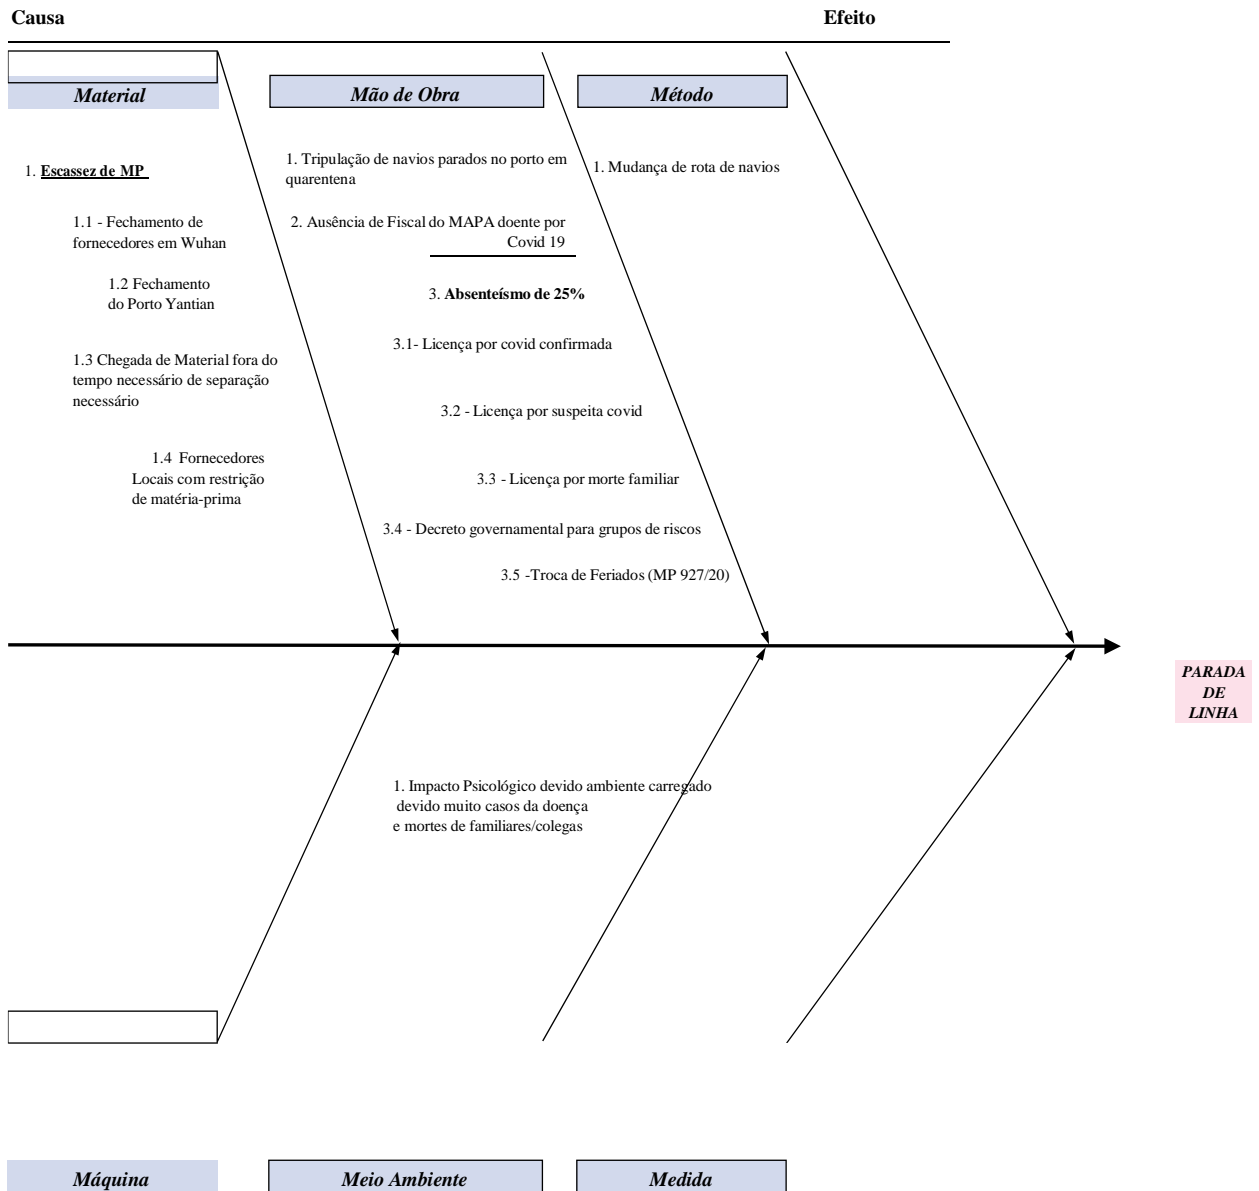 Causa
Efeito
Material
Mão de Obra
Método
1. Escassez de MP
1.1 - Fechamento de
fornecedores em Wuhan
1.2 Fechamento
do Porto Yantian
1.3 Chegada de Material fora do
tempo necessário de separação
necessário
1.4 Fornecedores
Locais com restrição
de matéria-prima
1. Tripulação de navios parados no porto em
quarentena
2. Ausência de Fiscal do MAPA doente por
Covid 19
3. Absenteísmo de 25%
3.1- Licença por covid confirmada
3.2 - Licença por suspeita covid
3.3 - Licença por morte familiar
3.4 - Decreto governamental para grupos de riscos
3.5 -Troca de Feriados (MP 927/20)
1. Mudança de rota de navios
PARADA
DE
LINHA
1. Impacto Psicológico devido ambiente carregado
devido muito casos da doença
e mortes de familiares/colegas
Máquina
Meio Ambiente
Medida